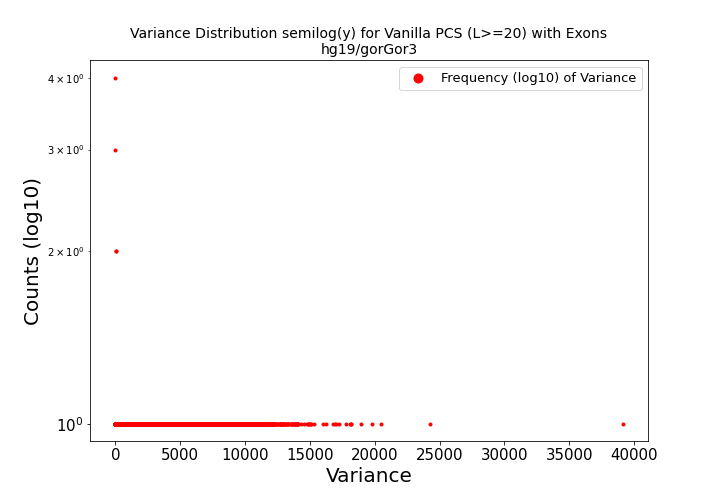 Variance Distribution semilog(y) for Vanilla PCS (L>=20) with Exons
hg19/gorGor3
Frequency (log10) of Variance
Counts (log10)
4 × 10⁰
3 × 10⁰
2 × 10⁰
10⁰
0 5000 10000 15000 20000 25000 30000 35000 40000
Variance